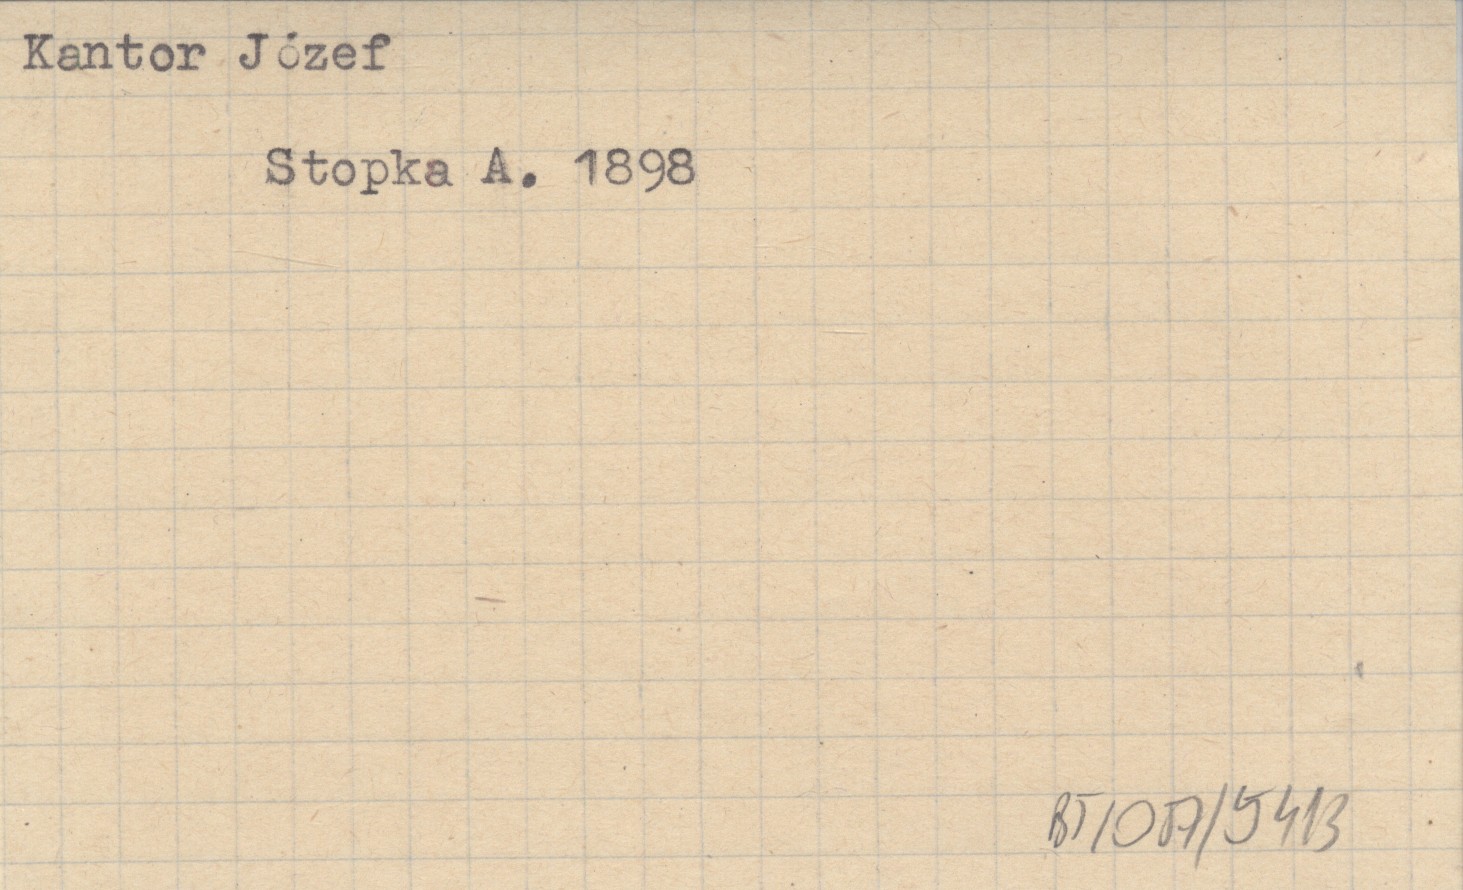 Kantor Józef
Stopka A. 1898
BT/OA/5413